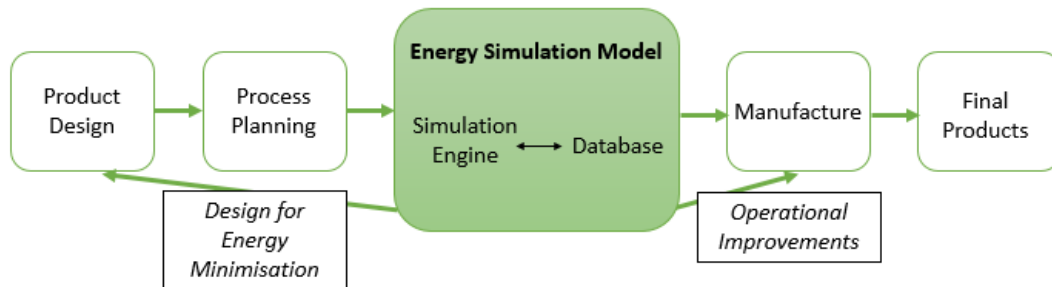 Product
Design
Process
Planning
Energy Simulation Model
Simulation
Engine
Database
Manufacture
Final
Products
Design for
Energy
Minimisation
Operational
Improvements